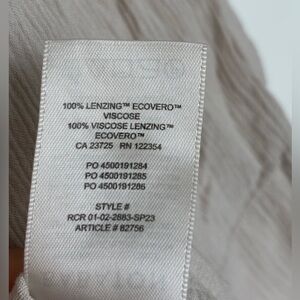 100% LENZING™ ECOVERO™
VISCOSE
100% VISCOSE LENZING™
ECOVERO™
CA 23725 RN 122354
PO 4500191284
PO 4500191285
PO 4500191286
STYLE #
RCR 01-02-2883-SP23
ARTICLE # 82756